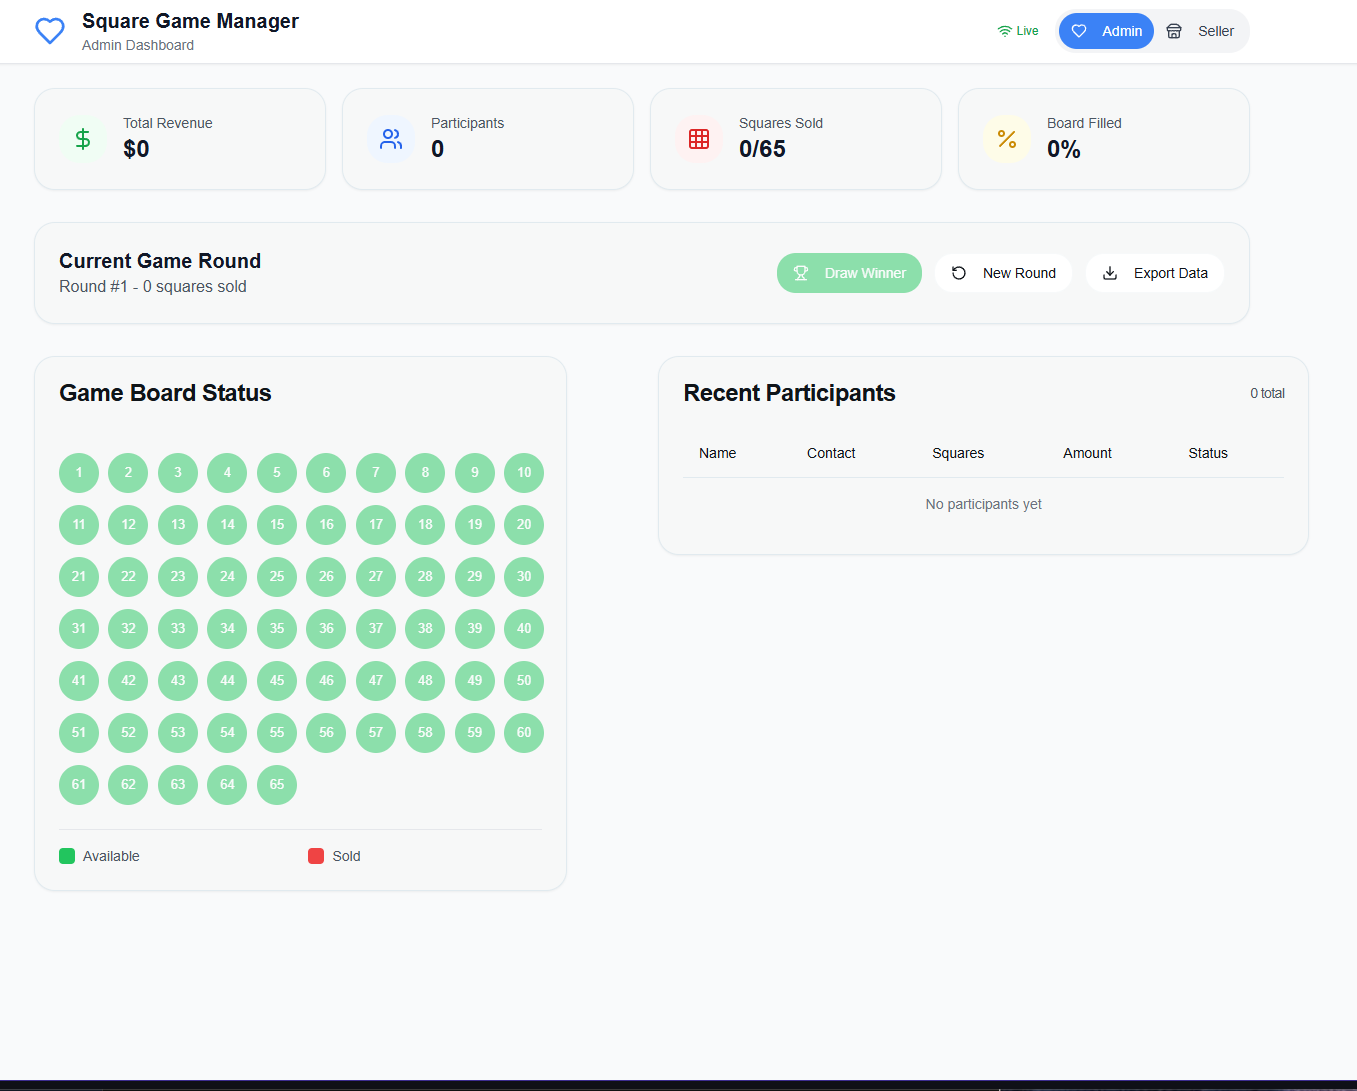 Square Game Manager
Admin Dashboard
Live
Admin
Seller
Total Revenue
$0
Participants
0
Squares Sold
0/65
Board Filled
0%
Current Game Round
Round #1 - 0 squares sold
Draw Winner
New Round
Export Data
Game Board Status
1 2 3 4 5 6 7 8 9 10
11 12 13 14 15 16 17 18 19 20
21 22 23 24 25 26 27 28 29 30
31 32 33 34 35 36 37 38 39 40
41 42 43 44 45 46 47 48 49 50
51 52 53 54 55 56 57 58 59 60
61 62 63 64 65
Available
Sold
Recent Participants
0 total
Name Contact Squares Amount Status
No participants yet